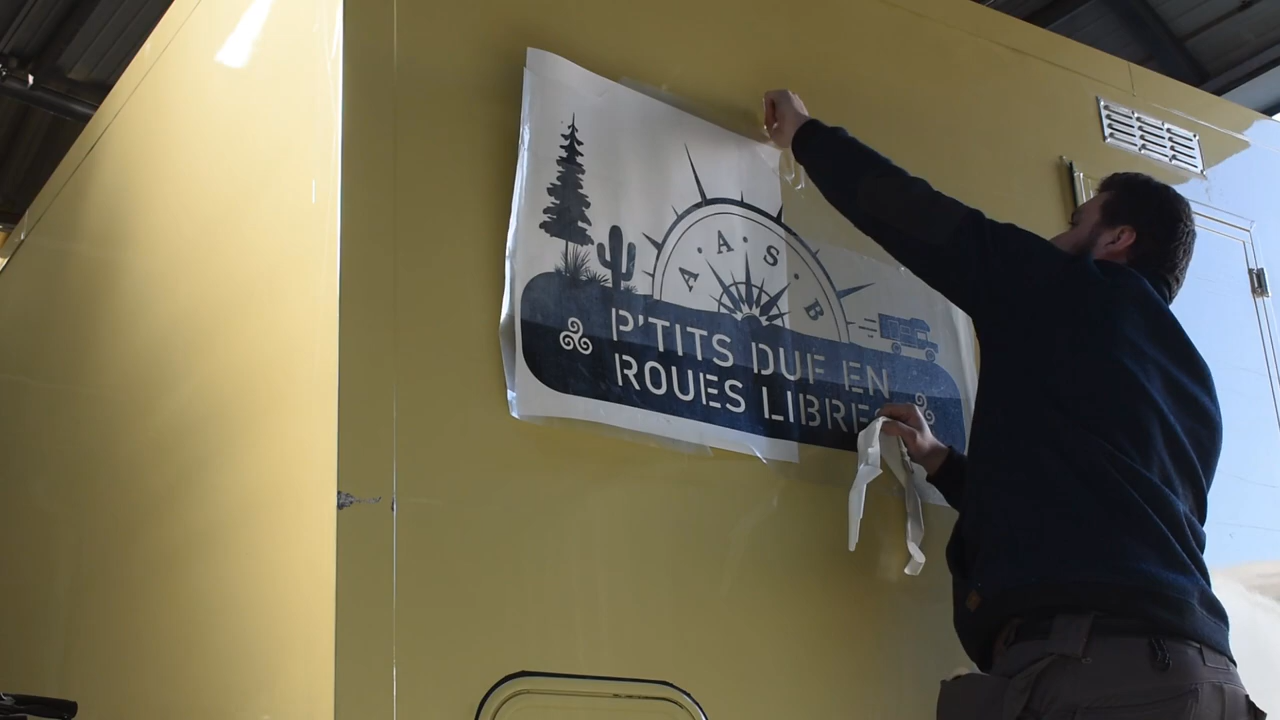 A · A · S · B
P'TITS DUF EN
ROUES LIBRES